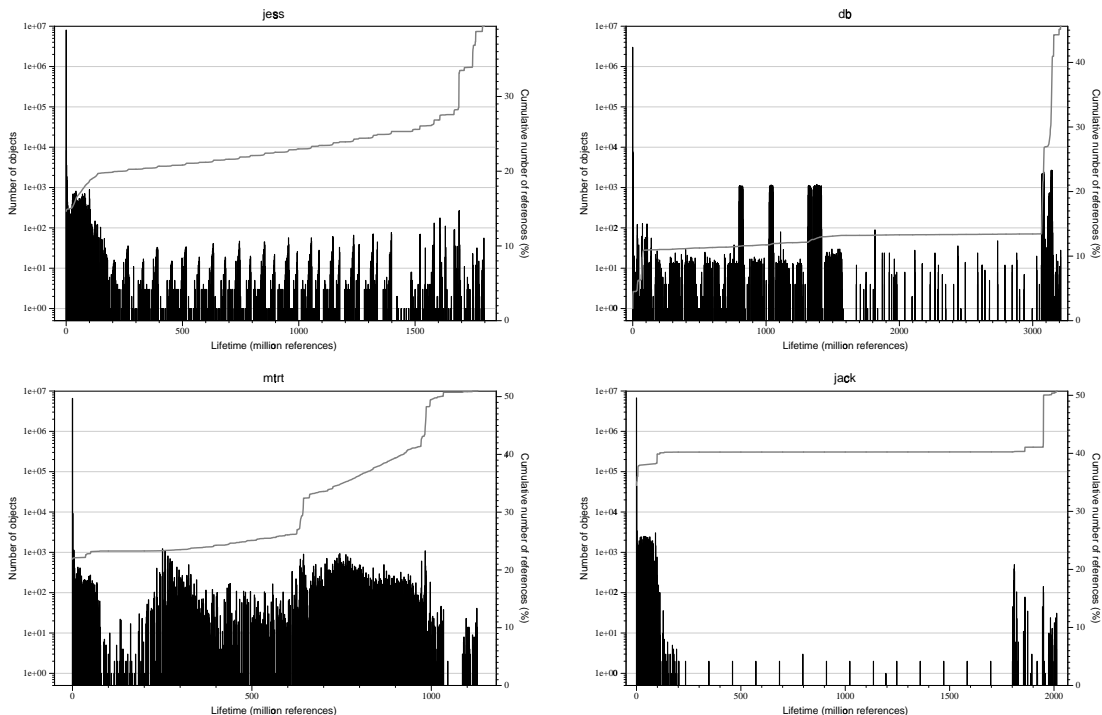 jess
1e+07
1e+06
1e+05
1e+04
1e+03
1e+02
1e+01
1e+00
Number of objects
30
20
10
0
Cumulative number of references (%)
0 500 1000 1500
Lifetime (million references)
db
1e+07
1e+06
1e+05
1e+04
1e+03
1e+02
1e+01
1e+00
Number of objects
40
30
20
10
0
Cumulative number of references (%)
0 1000 2000 3000
Lifetime (million references)
mtrt
1e+07
1e+06
1e+05
1e+04
1e+03
1e+02
1e+01
1e+00
Number of objects
50
40
30
20
10
0
Cumulative number of references (%)
0 500 1000
Lifetime (million references)
jack
1e+07
1e+06
1e+05
1e+04
1e+03
1e+02
1e+01
1e+00
Number of objects
50
40
30
20
10
0
Cumulative number of references (%)
0 500 1000 1500 2000
Lifetime (million references)